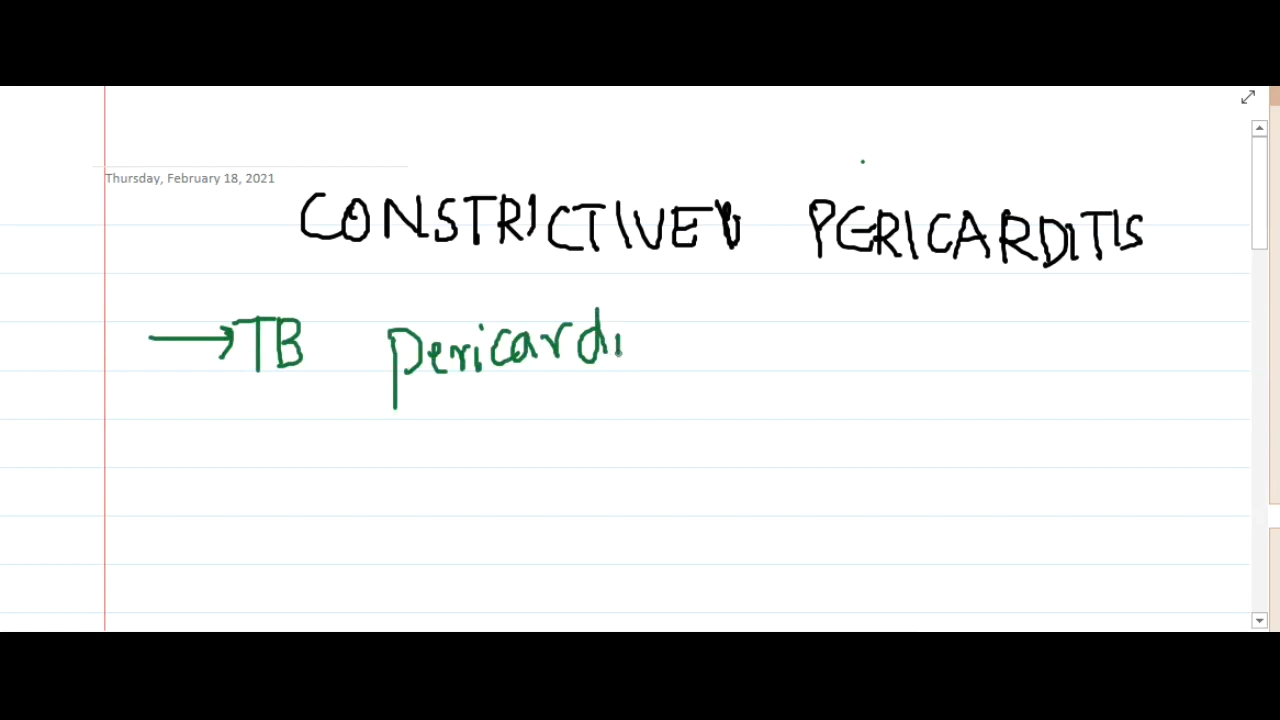 Thursday, February 18, 2021
CONSTRICTIVE PERICARDITIS
→TB pericardi